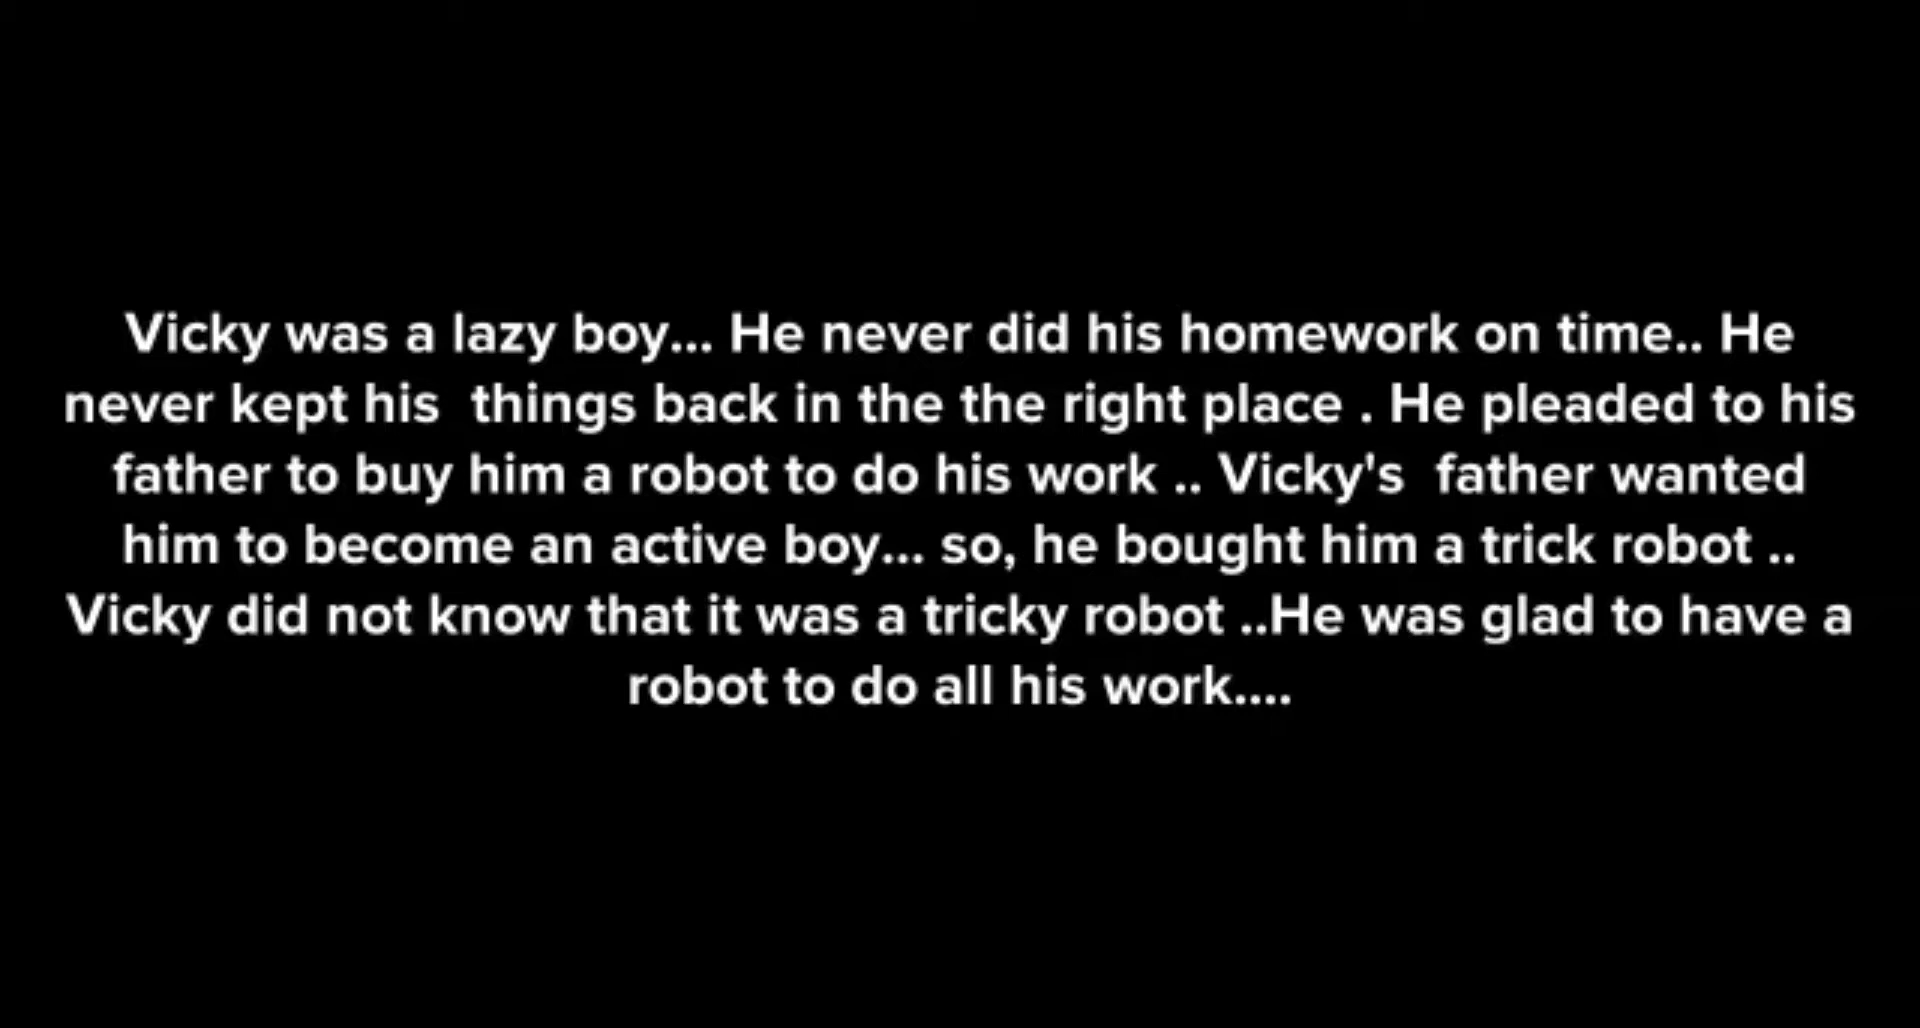 Vicky was a lazy boy... He never did his homework on time.. He
never kept his  things back in the the right place . He pleaded to his
father to buy him a robot to do his work .. Vicky's  father wanted
him to become an active boy... so, he bought him a trick robot ..
Vicky did not know that it was a tricky robot ..He was glad to have a
robot to do all his work....